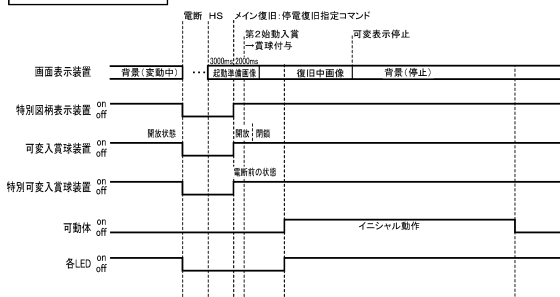 電断 HS メイン復旧:停電復旧指定コマンド
第2始動入賞 可変表示停止
→賞球付与
3000ms 2000ms
画面表示装置 背景(変動中) ・・・ 起動準備画像 復旧中画像 背景(停止)
特別図柄表示装置 on
off
開放状態 開放 閉鎖
可変入賞球装置 on
off
電断前の状態
特別可変入賞球装置 on
off
可動体 on イニシャル動作
off
各LED on
off